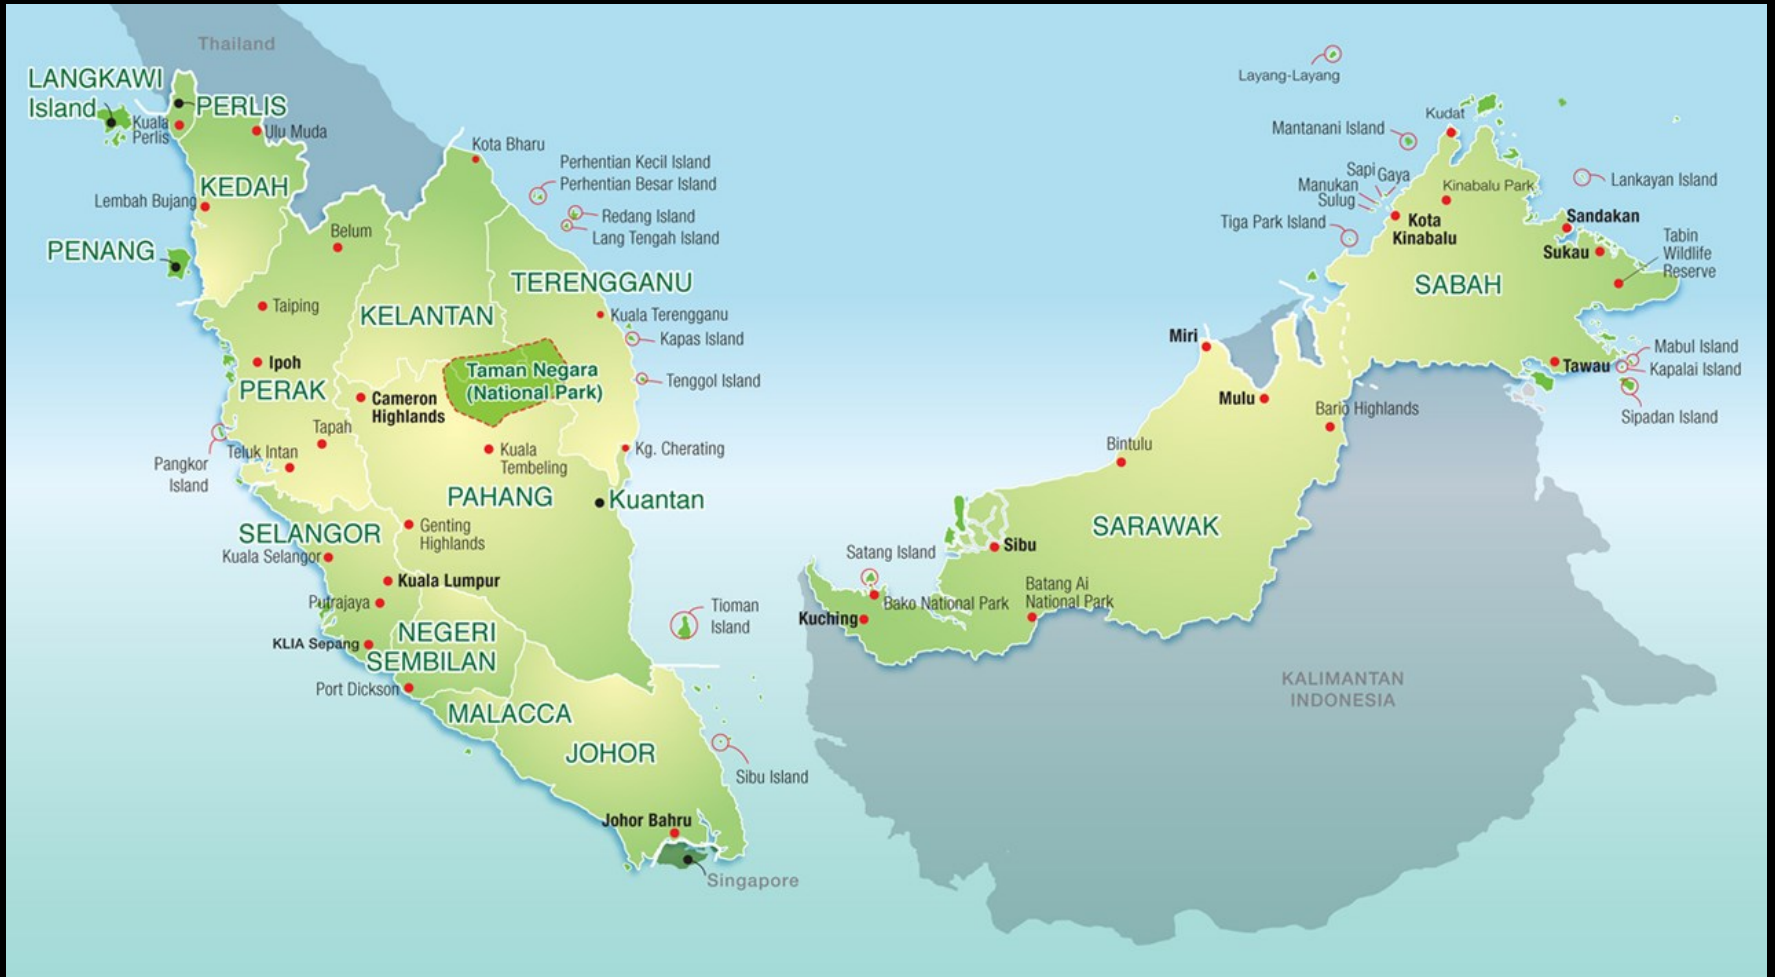 Thailand
LANGKAWI
Island
PERLIS
Kuala
Perlis
Ulu Muda
Kota Bharu
KEDAH
Lembah Bujang
Perhentian Kecil Island
Perhentian Besar Island
Redang Island
Lang Tengah Island
PENANG
Belum
TERENGGANU
Taiping
KELANTAN
Kuala Terengganu
Kapas Island
Ipoh
PERAK
Taman Negara
(National Park)
Tenggol Island
Cameron
Highlands
Tapah
Teluk Intan
Pangkor
Island
Kuala
Tembeling
Kg. Cherating
PAHANG
Kuantan
SELANGOR
Genting
Highlands
Kuala Selangor
Kuala Lumpur
Putrajaya
Tioman
Island
NEGERI
SEMBILAN
KLIA Sepang
Port Dickson
MALACCA
JOHOR
Sibu Island
Johor Bahru
Singapore
Layang-Layang
Kudat
Mantanani Island
Sapi
Gaya
Manukan
Sulug
Kinabalu Park
Lankayan Island
Tiga Park Island
Kota
Kinabalu
Sandakan
Sukau
Tabin
Wildlife
Reserve
SABAH
Miri
Mabul Island
Tawau
Kapalai Island
Mulu
Bario Highlands
Sipadan Island
Bintulu
SARAWAK
Satang Island
Sibu
Batang Ai
National Park
Bako National Park
Kuching
KALIMANTAN
INDONESIA